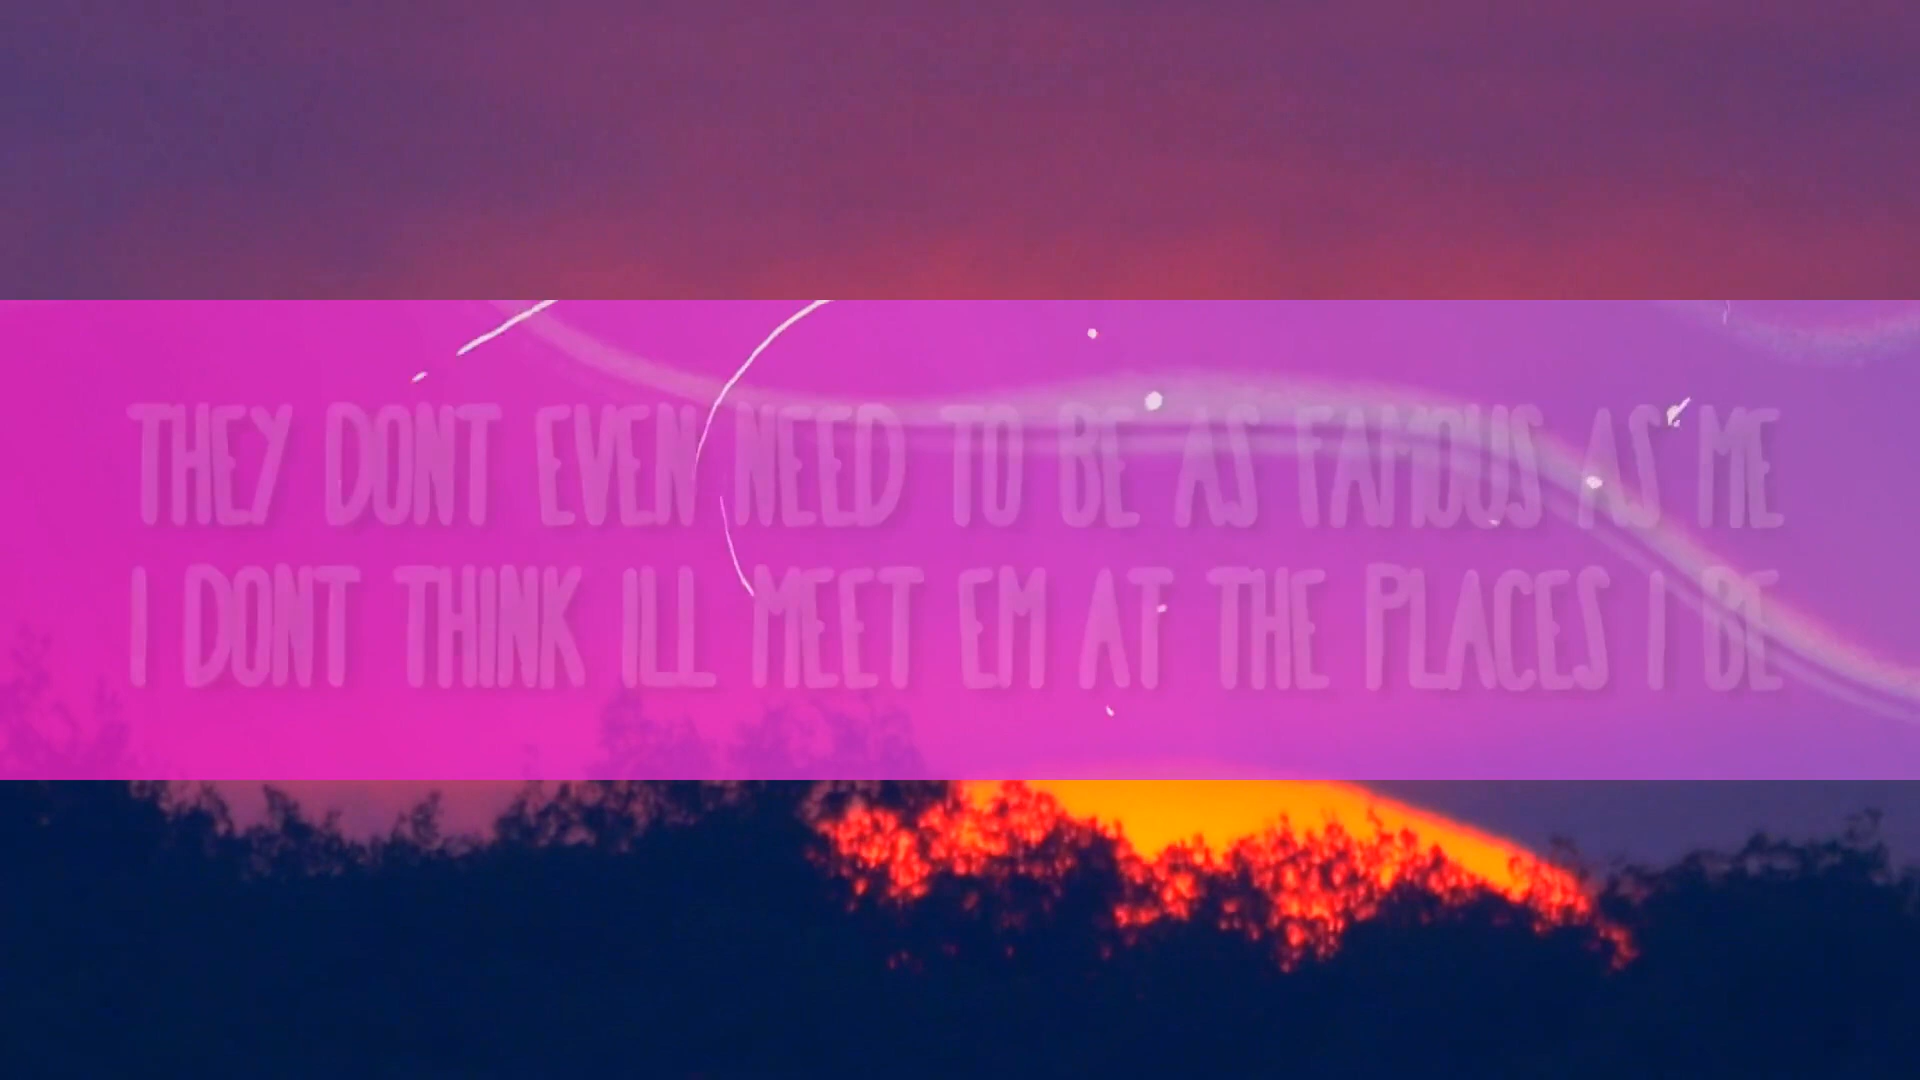 THEY DONT EVEN NEED TO BE AS FAMOUS AS ME
I DONT THINK ILL MEET EM AT THE PLACES I BE